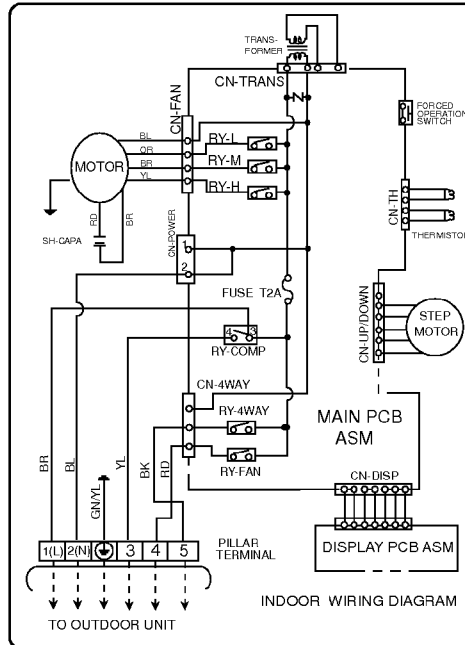 TRANS-
FORMER
CN-TRANS
CN-FAN
FORCED
OPERATION
SWITCH
BL
OR
BR
YL
RY-L
RY-M
RY-H
MOTOR
RD
BR
SH-CAPA
CN-POWER
1
2
CN-TH
THERMISTOR
FUSE T2A
CN-UP/DOWN
STEP
MOTOR
4 3
RY-COMP
CN-4WAY
RY-4WAY
RY-FAN
MAIN PCB
ASM
BR
BL
GN/YL
YL
BK
RD
CN-DISP
1(L) 2(N) 3 4 5
PILLAR
TERMINAL
DISPLAY PCB ASM
INDOOR WIRING DIAGRAM
TO OUTDOOR UNIT